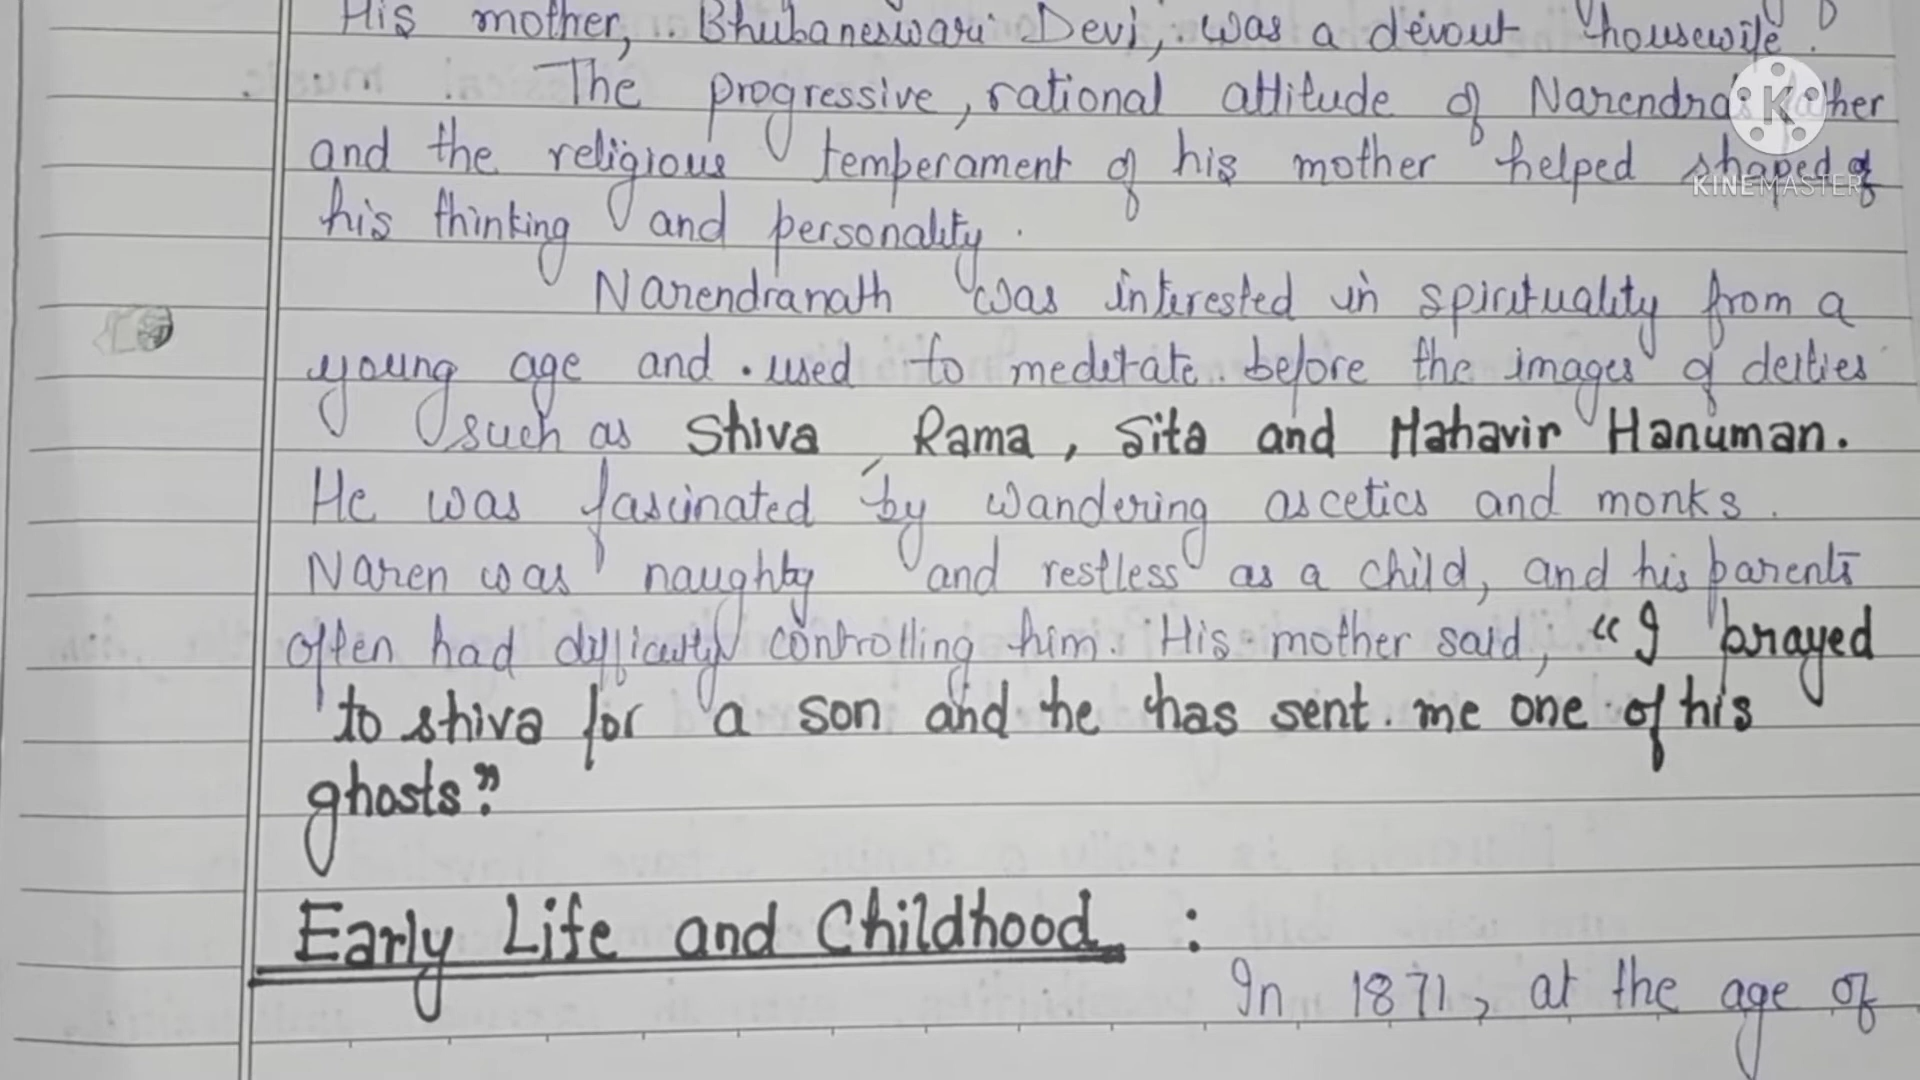 His mother, Bhubaneswari Devi, was a devout housewife.
The progressive, rational attitude of Narendra's father
and the religious temperament of his mother helped shaped of
his thinking and personality.
Narendranath was interested in spirituality from a
young age and used to meditate before the images of deities
such as Shiva, Rama, Sita and Mahavir Hanuman.
He was fascinated by wandering ascetics and monks.
Naren was naughty and restless as a child, and his parents
often had difficulty controlling him. His mother said, "I prayed
to shiva for a son and he has sent me one of his
ghosts"
Early Life and Childhood :
In 1871, at the age of
K
KINEMASTER